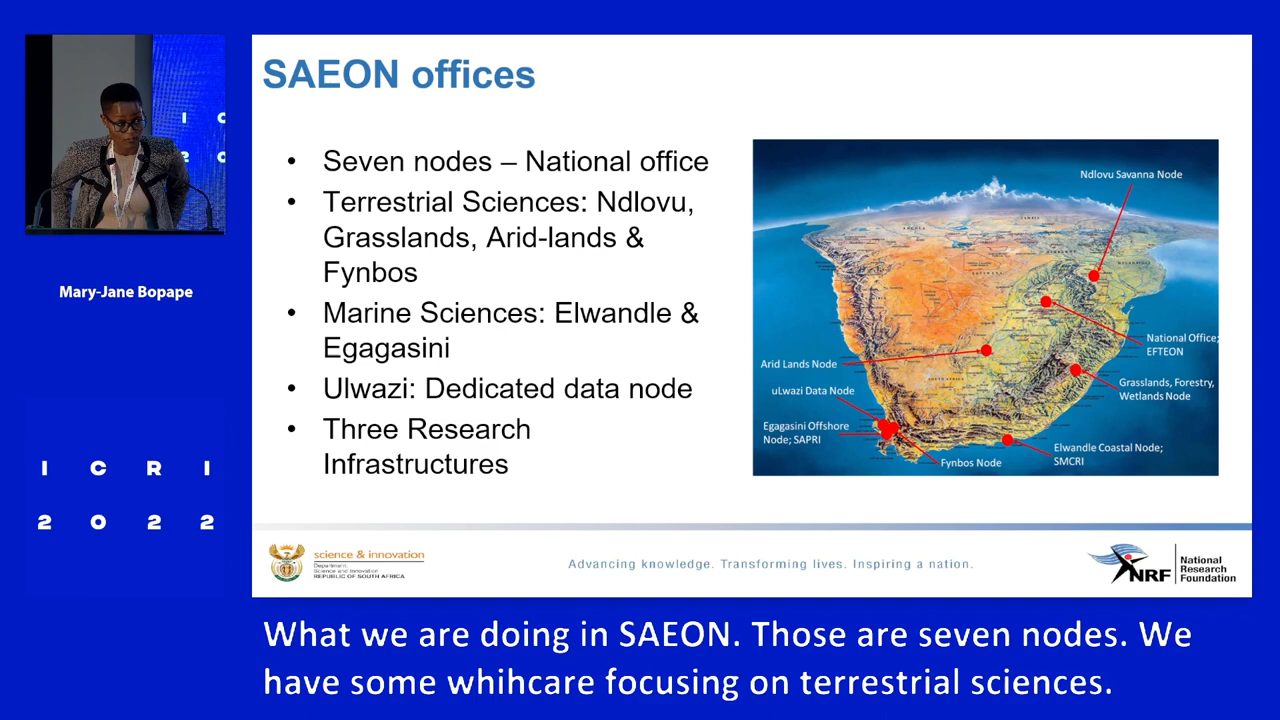 SAEON offices
• Seven nodes – National office
• Terrestrial Sciences: Ndlovu,
Grasslands, Arid-lands &
Fynbos
• Marine Sciences: Elwandle &
Egagasini
• Ulwazi: Dedicated data node
• Three Research
Infrastructures
Ndlovu Savanna Node
National Office;
EFTEON
Arid Lands Node
Grasslands, Forestry,
Wetlands Node
uLwazi Data Node
Egagasini Offshore
Node; SAPRI
Elwandle Coastal Node;
SMCRI
Fynbos Node
I C
2 0
Mary-Jane Bopape
I C R I
2 0 2 2
science & innovation
Department:
Science and Innovation
REPUBLIC OF SOUTH AFRICA
Advancing knowledge. Transforming lives. Inspiring a nation.
NRF
National
Research
Foundation
What we are doing in SAEON. Those are seven nodes. We
have some whihcare focusing on terrestrial sciences.